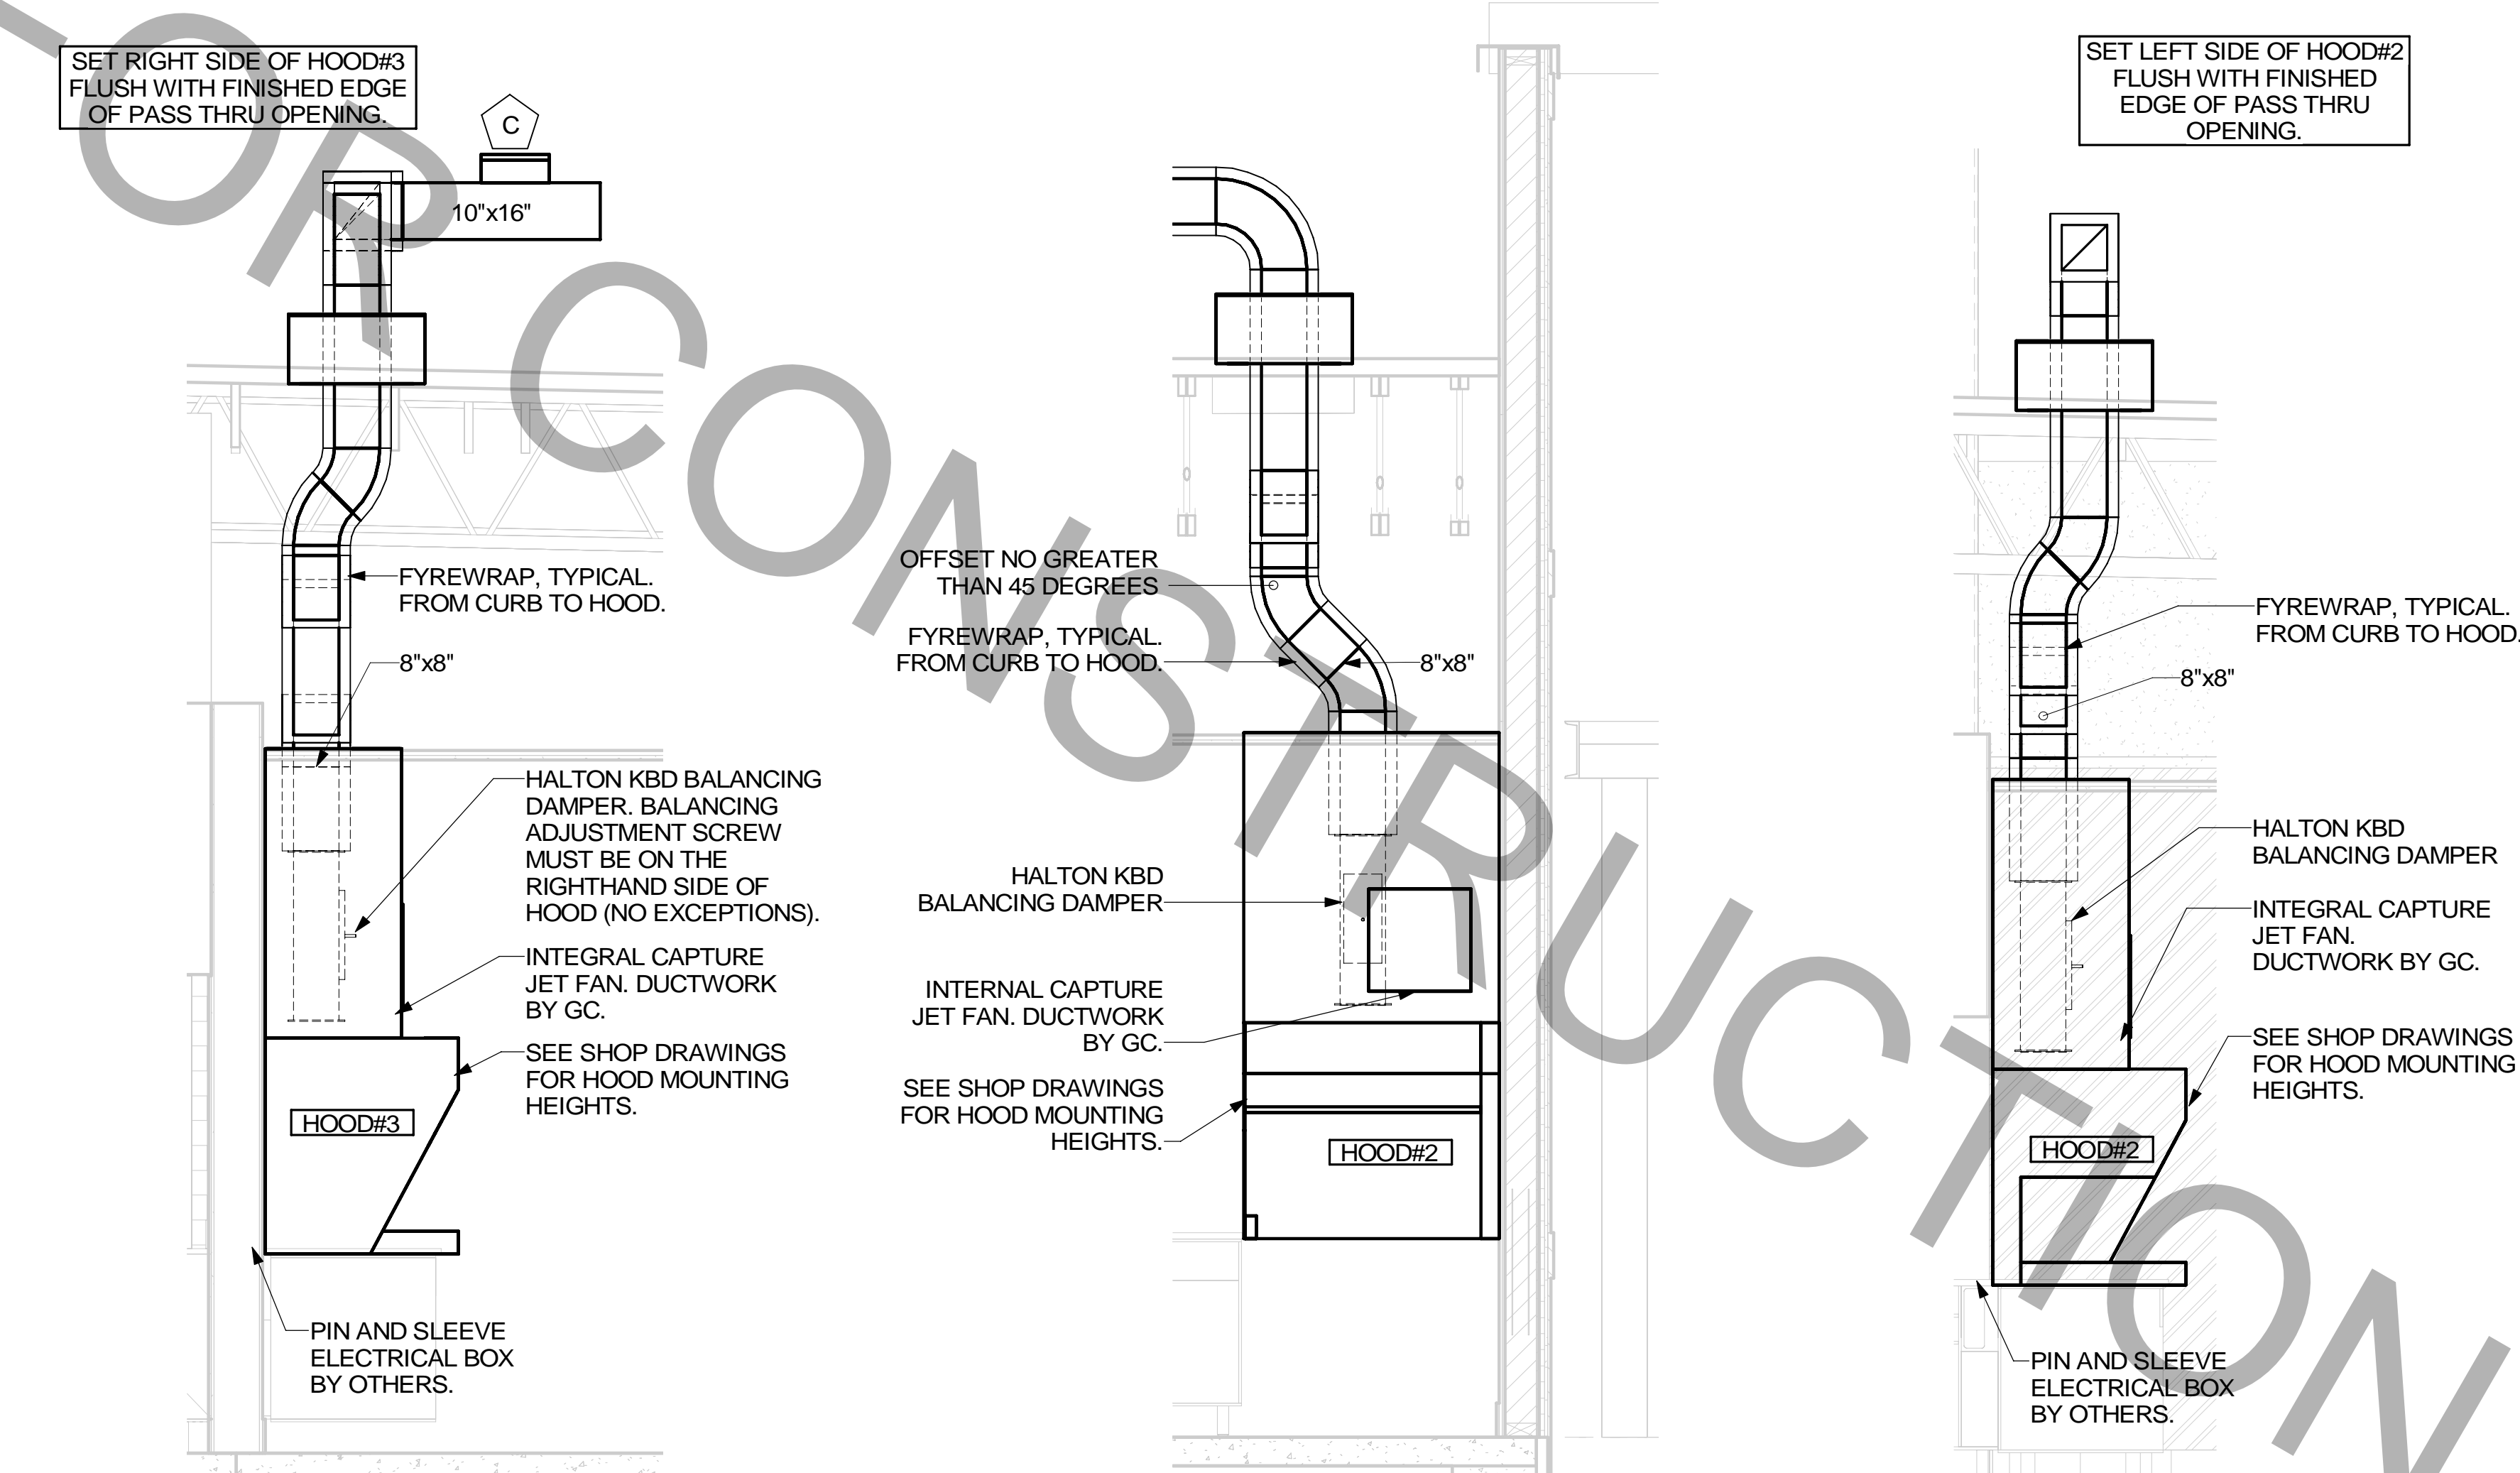 SET RIGHT SIDE OF HOOD#3
FLUSH WITH FINISHED EDGE
OF PASS THRU OPENING.
C
10"x16"
FYREWRAP, TYPICAL.
FROM CURB TO HOOD.
8"x8"
HALTON KBD BALANCING
DAMPER. BALANCING
ADJUSTMENT SCREW
MUST BE ON THE
RIGHTHAND SIDE OF
HOOD (NO EXCEPTIONS).
INTEGRAL CAPTURE
JET FAN. DUCTWORK
BY GC.
SEE SHOP DRAWINGS
FOR HOOD MOUNTING
HEIGHTS.
HOOD#3
PIN AND SLEEVE
ELECTRICAL BOX
BY OTHERS.
OFFSET NO GREATER
THAN 45 DEGREES
FYREWRAP, TYPICAL.
FROM CURB TO HOOD.
8"x8"
HALTON KBD
BALANCING DAMPER
INTERNAL CAPTURE
JET FAN. DUCTWORK
BY GC.
SEE SHOP DRAWINGS
FOR HOOD MOUNTING
HEIGHTS.
HOOD#2
SET LEFT SIDE OF HOOD#2
FLUSH WITH FINISHED
EDGE OF PASS THRU
OPENING.
FYREWRAP, TYPICAL.
FROM CURB TO HOOD.
8"x8"
HALTON KBD
BALANCING DAMPER
INTEGRAL CAPTURE
JET FAN.
DUCTWORK BY GC.
SEE SHOP DRAWINGS
FOR HOOD MOUNTING
HEIGHTS.
HOOD#2
PIN AND SLEEVE
ELECTRICAL BOX
BY OTHERS.
OR CONSTRUCTION